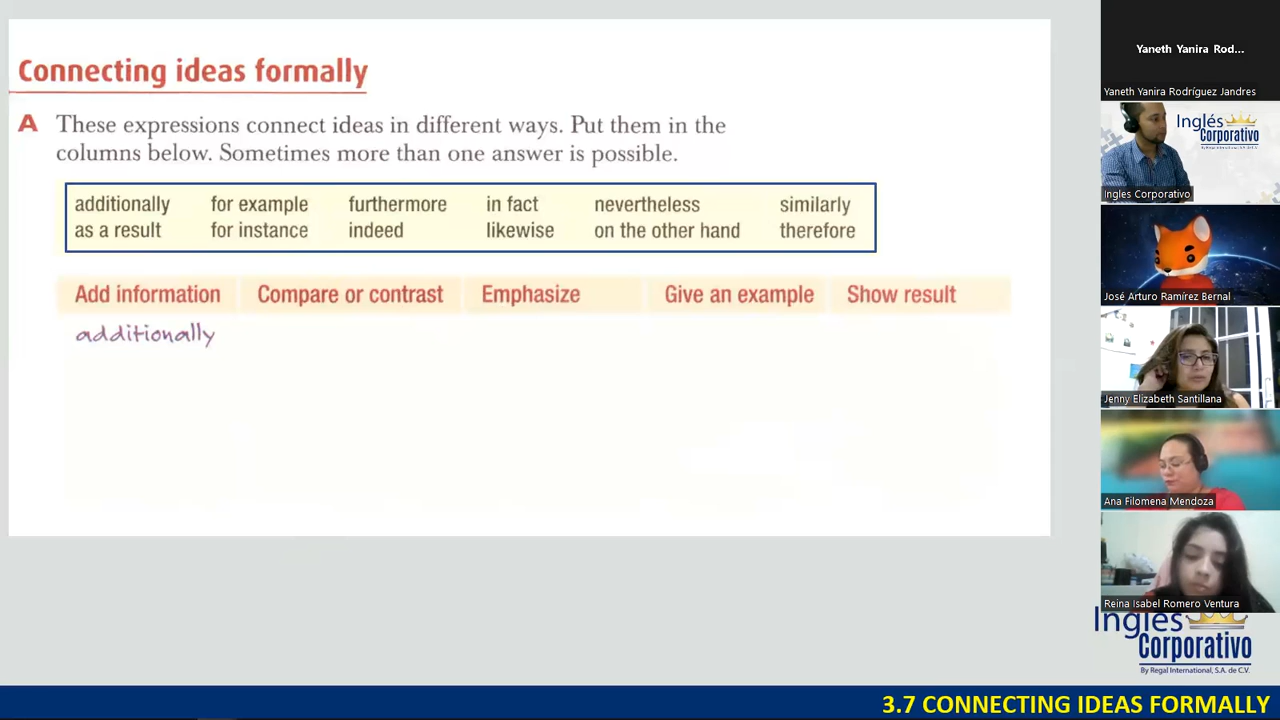 Connecting ideas formally
A These expressions connect ideas in different ways. Put them in the
columns below. Sometimes more than one answer is possible.
additionally for example furthermore in fact nevertheless similarly
as a result for instance indeed likewise on the other hand therefore
Add information Compare or contrast Emphasize Give an example Show result
additionally
Yaneth Yanira Rod...
Yaneth Yanira Rodríguez Jandres
Inglés
Corporativo
By Regal International, S.A. de C.V.
Ingles Corporativo
José Arturo Ramírez Bernal
Jenny Elizabeth Santillana
Ana Filomena Mendoza
Reina Isabel Romero Ventura
Inglés
Corporativo
By Regal International, S.A. de C.V.
3.7 CONNECTING IDEAS FORMALLY